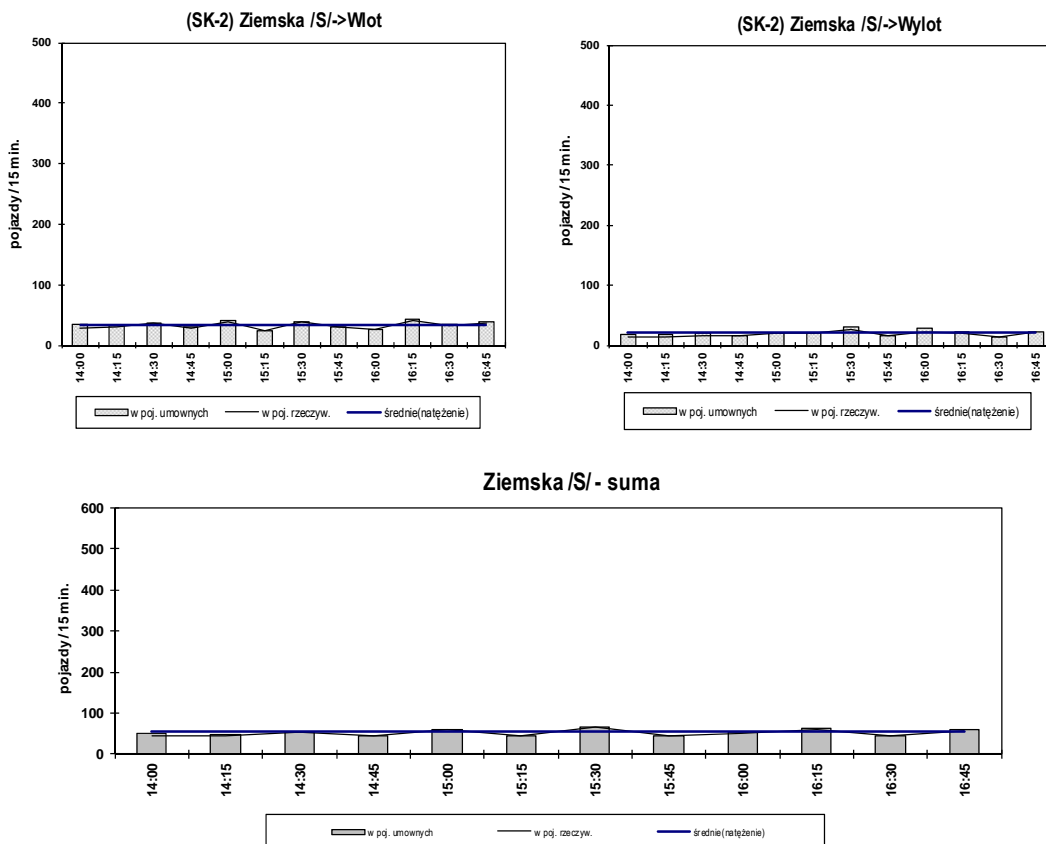 (SK-2) Ziemska /S/->Wlot
pojazdy / 15 min.
500
400
300
200
100
0
14:00 14:15 14:30 14:45 15:00 15:15 15:30 15:45 16:00 16:15 16:30 16:45
w poj. umownych w poj. rzeczyw. średnie(natężenie)
(SK-2) Ziemska /S/->Wylot
pojazdy / 15 min.
500
400
300
200
100
0
14:00 14:15 14:30 14:45 15:00 15:15 15:30 15:45 16:00 16:15 16:30 16:45
w poj. umownych w poj. rzeczyw. średnie(natężenie)
Ziemska /S/ - suma
pojazdy / 15 min.
600
500
400
300
200
100
0
14:00 14:15 14:30 14:45 15:00 15:15 15:30 15:45 16:00 16:15 16:30 16:45
w poj. umownych w poj. rzeczyw. średnie(natężenie)